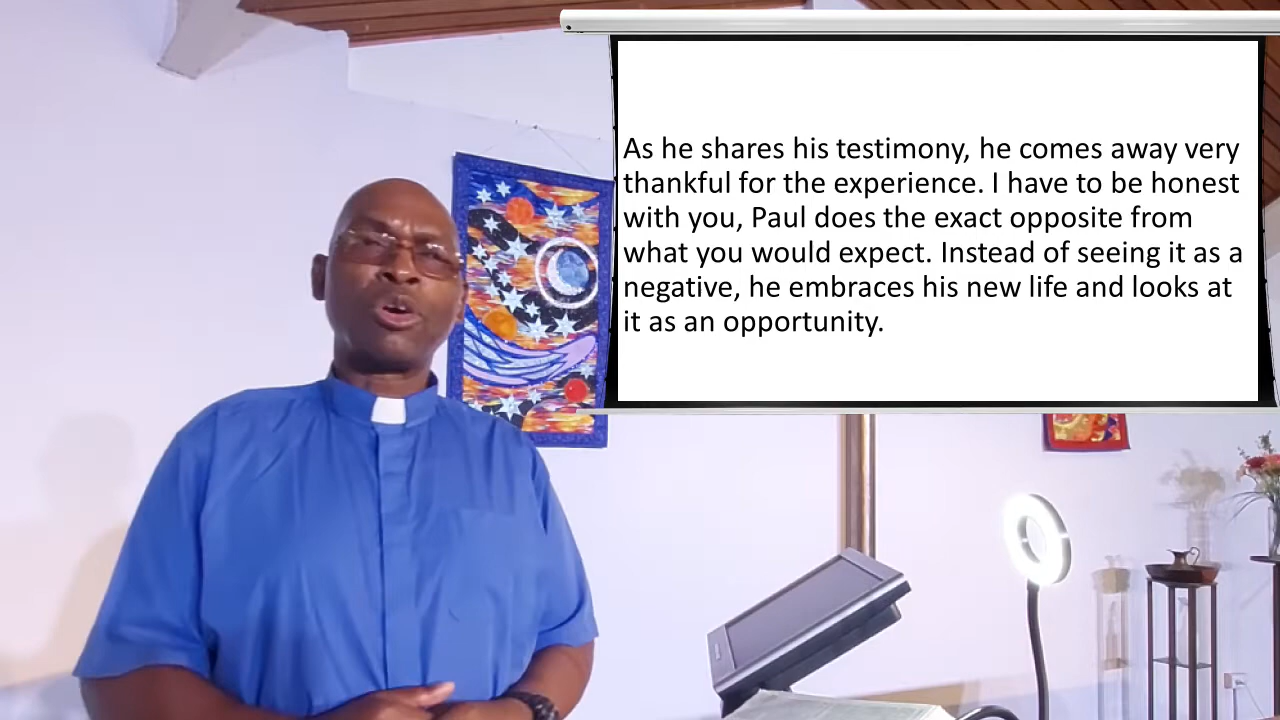 As he shares his testimony, he comes away very
thankful for the experience. I have to be honest
with you, Paul does the exact opposite from
what you would expect. Instead of seeing it as a
negative, he embraces his new life and looks at
it as an opportunity.